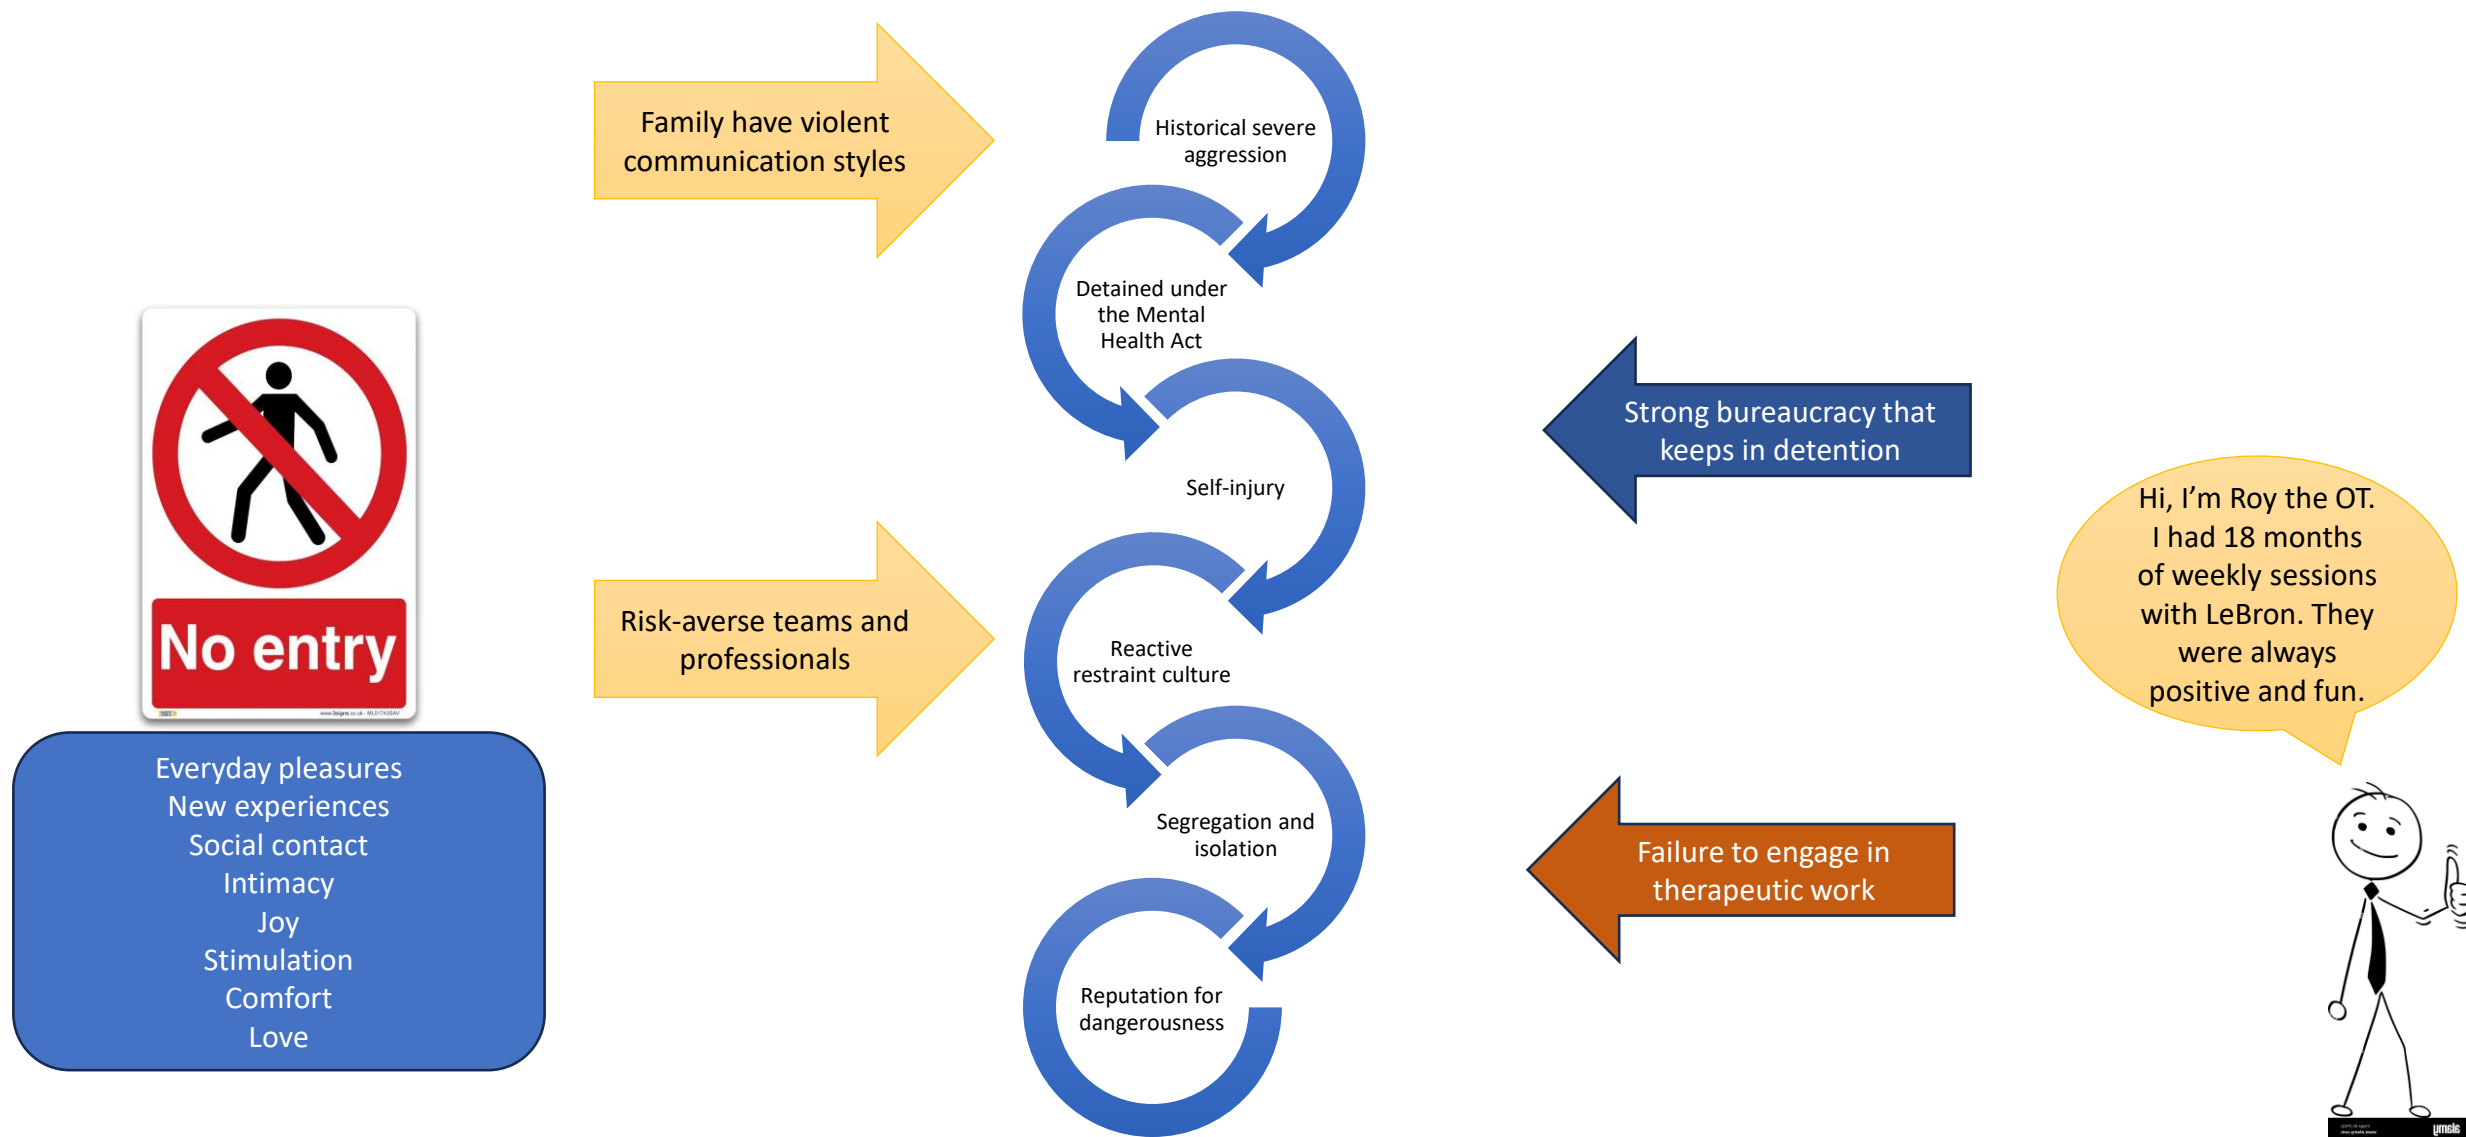 Family have violent
communication styles
Historical severe
aggression
Detained under
the Mental
Health Act
Strong bureaucracy that
keeps in detention
Self-injury
No entry
Risk-averse teams and
professionals
Reactive
restraint culture
Hi, I’m Roy the OT.
I had 18 months
of weekly sessions
with LeBron. They
were always
positive and fun.
Everyday pleasures
New experiences
Social contact
Intimacy
Joy
Stimulation
Comfort
Love
Segregation and
isolation
Failure to engage in
therapeutic work
Reputation for
dangerousness
alamy